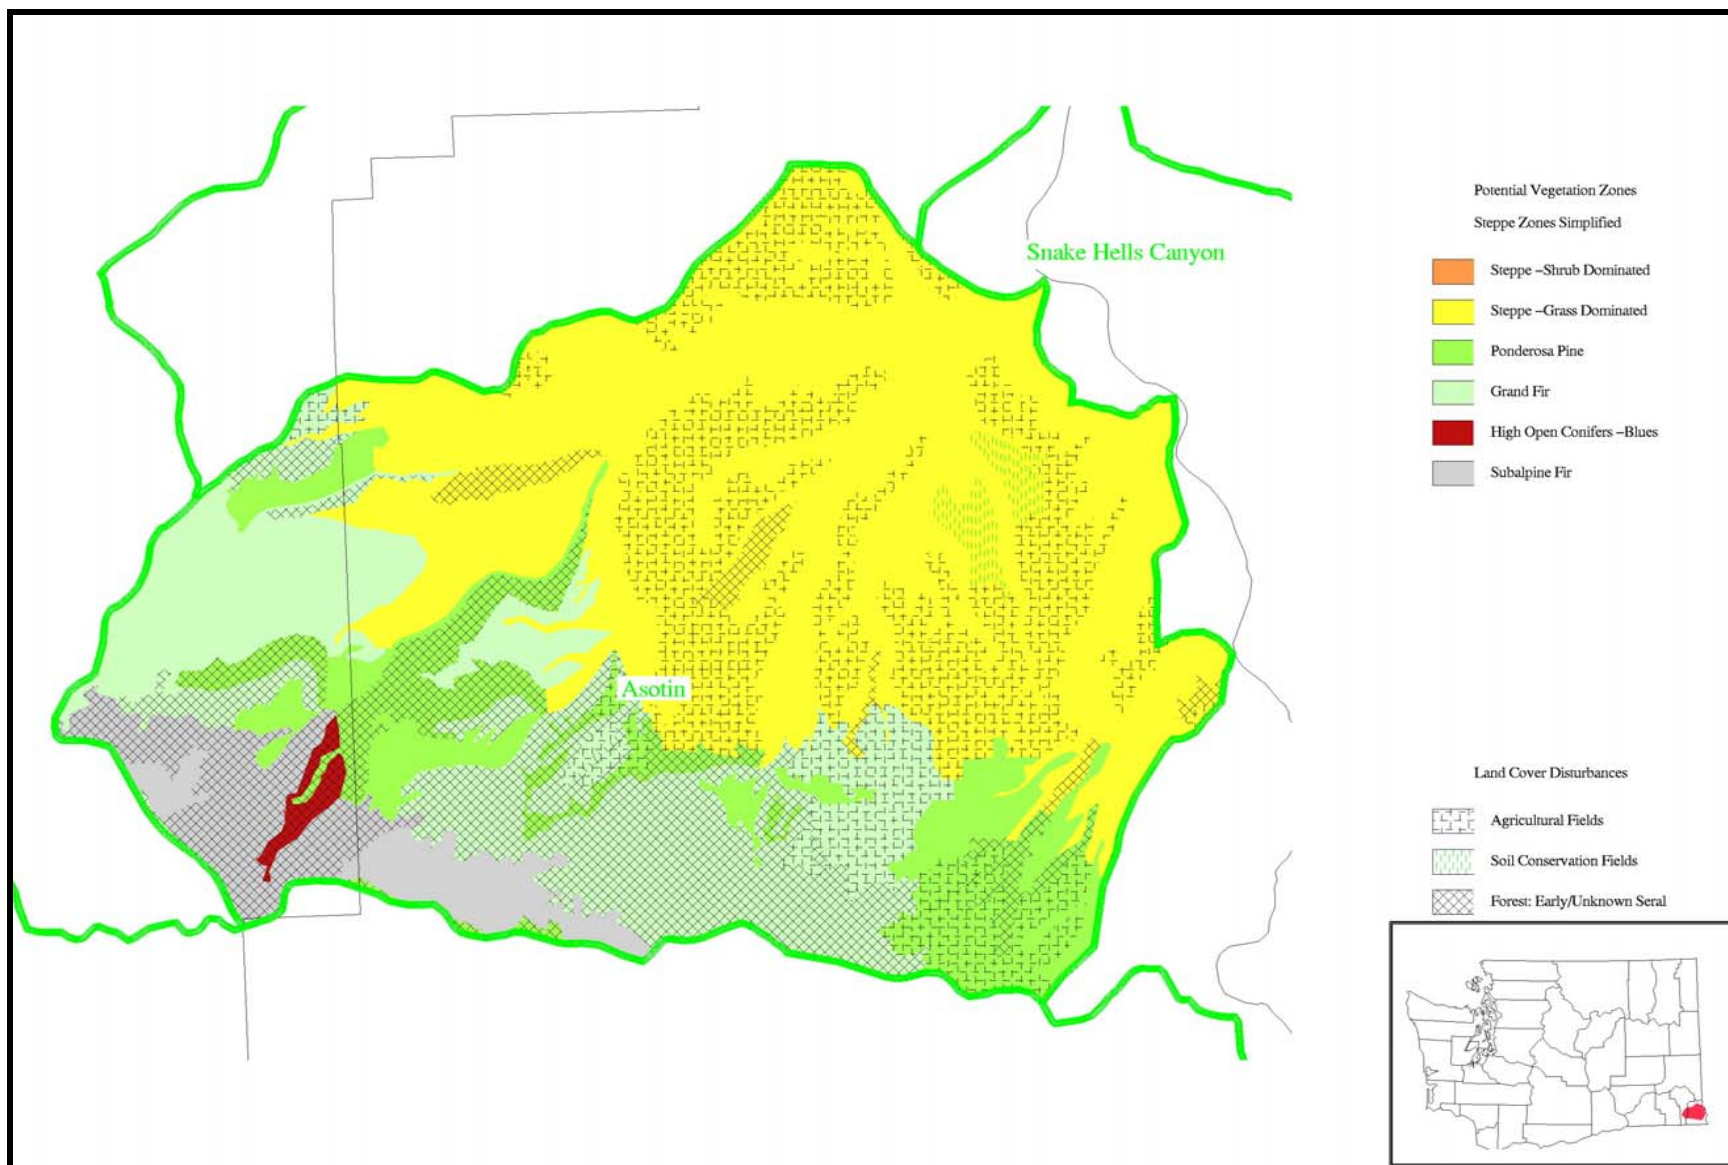 Snake Hells Canyon
Asotin
Potential Vegetation Zones
Steppe Zones Simplified
Steppe –Shrub Dominated
Steppe –Grass Dominated
Ponderosa Pine
Grand Fir
High Open Conifers –Blues
Subalpine Fir
Land Cover Disturbances
Agricultural Fields
Soil Conservation Fields
Forest: Early/Unknown Seral